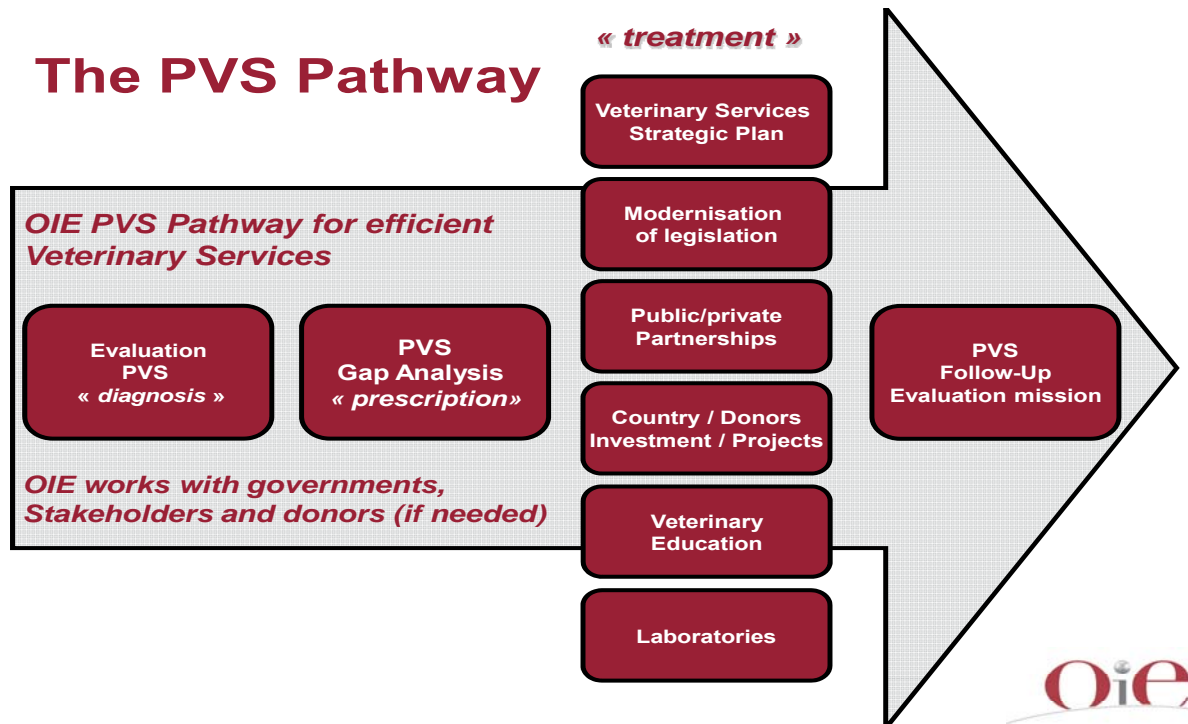 The PVS Pathway
« treatment »
OIE PVS Pathway for efficient
Veterinary Services
Evaluation
PVS
« diagnosis »
PVS
Gap Analysis
« prescription»
Veterinary Services
Strategic Plan
Modernisation
of legislation
Public/private
Partnerships
Country / Donors
Investment / Projects
Veterinary
Education
Laboratories
PVS
Follow-Up
Evaluation mission
OIE works with governments,
Stakeholders and donors (if needed)
Oie